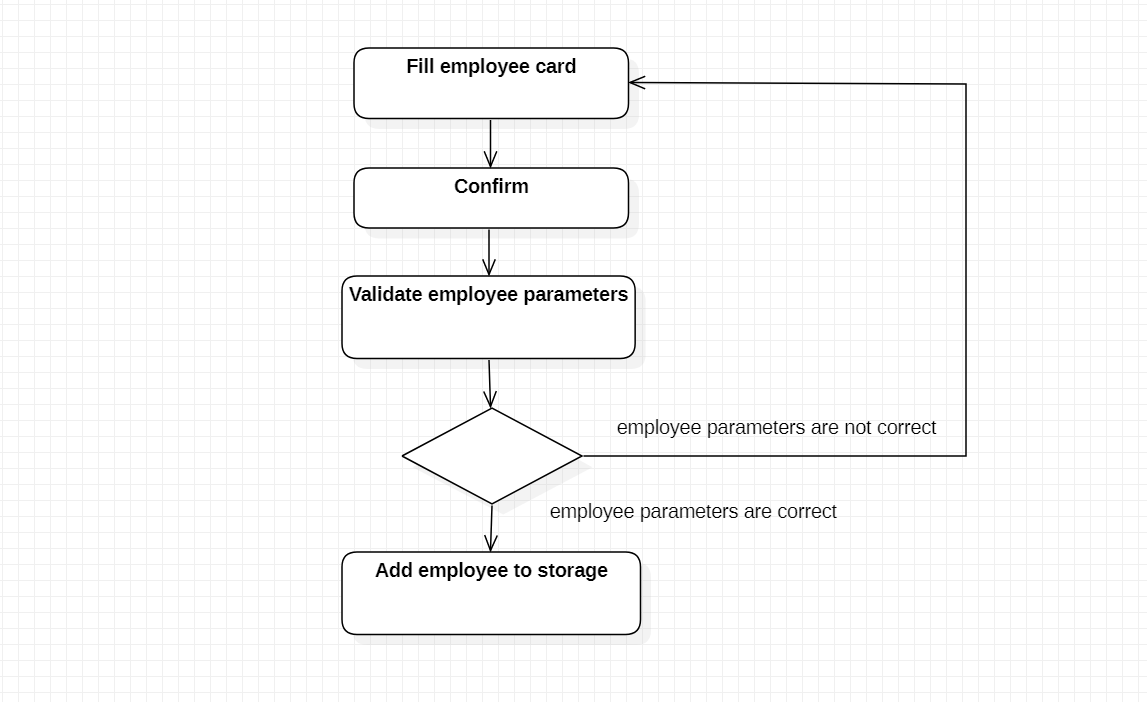 Fill employee card
Confirm
Validate employee parameters
employee parameters are not correct
employee parameters are correct
Add employee to storage